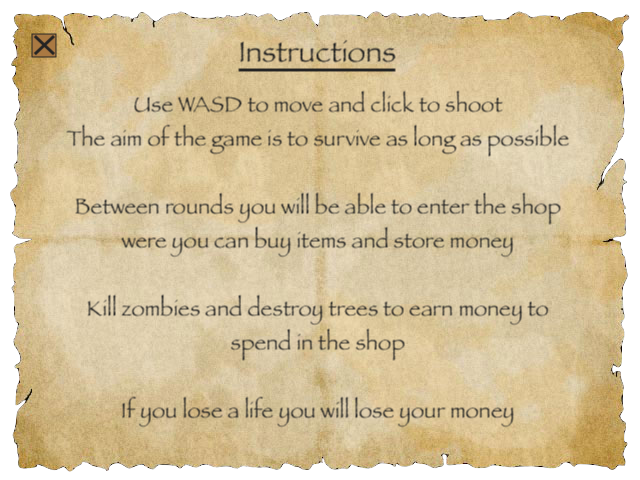 Instructions
Use WASD to move and click to shoot
The aim of the game is to survive as long as possible
Between rounds you will be able to enter the shop
were you can buy items and store money
Kill zombies and destroy trees to earn money to
spend in the shop
If you lose a life you will lose your money